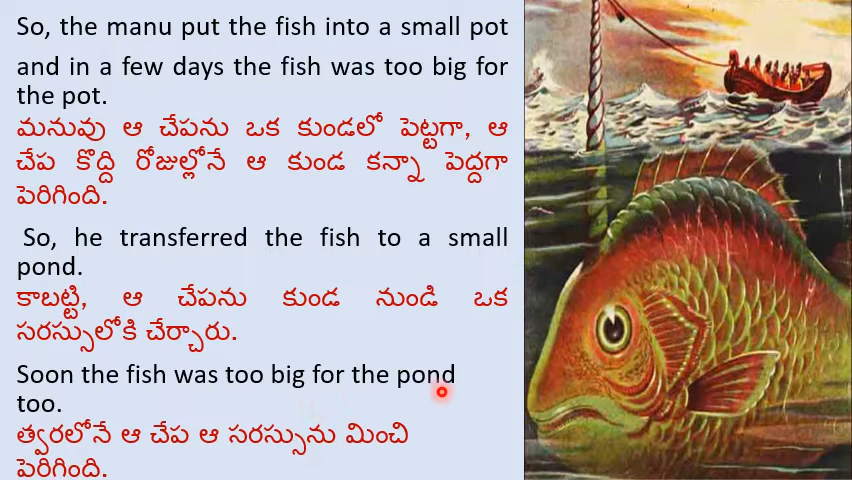 So, the manu put the fish into a small pot
and in a few days the fish was too big for
the pot.
మనువు ఆ చేపను ఒక కుండలో పెట్టగా, ఆ
చేప కొద్ది రోజుల్లోనే ఆ కుండ కన్నా పెద్దగా
పెరిగింది.
So, he transferred the fish to a small
pond.
కాబట్టి, ఆ చేపను కుండ నుండి ఒక
సరస్సులోకి చేర్చారు.
Soon the fish was too big for the pond
too.
త్వరలోనే ఆ చేప ఆ సరస్సును మించి
పెరిగింది.